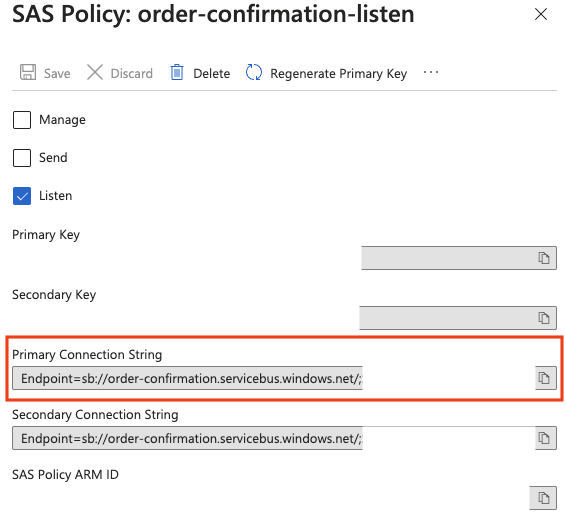 SAS Policy: order-confirmation-listen
Save Discard Delete Regenerate Primary Key ...
Manage
Send
Listen
Primary Key
Secondary Key
Primary Connection String
Endpoint=sb://order-confirmation.servicebus.windows.net/;
Secondary Connection String
Endpoint=sb://order-confirmation.servicebus.windows.net/;
SAS Policy ARM ID